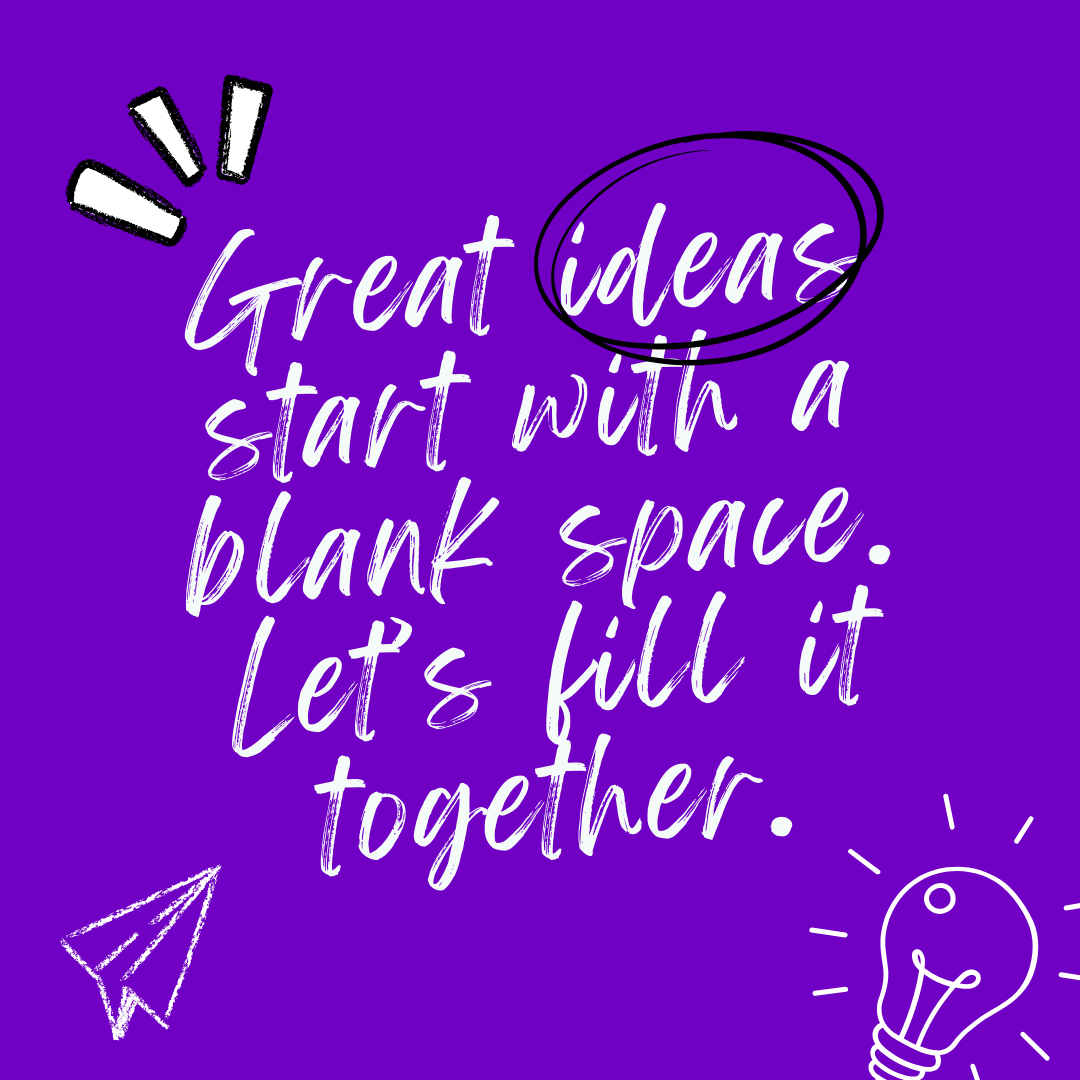 Great ideas
start with a
blank space.
Let's fill it
together.